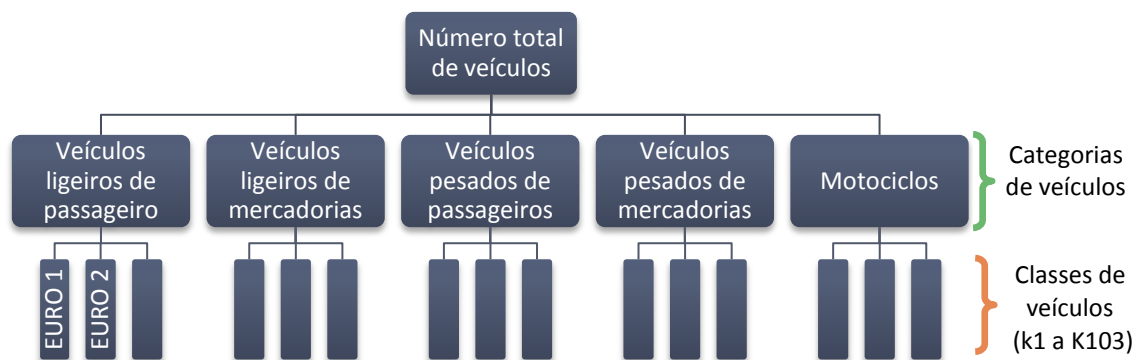 Número total
de veículos
Veículos
ligeiros de
passageiro
Veículos
ligeiros de
mercadorias
Veículos
pesados de
passageiros
Veículos
pesados de
mercadorias
Motociclos
Categorias
de veículos
EURO 1
EURO 2
Classes de
veículos
(k1 a K103)